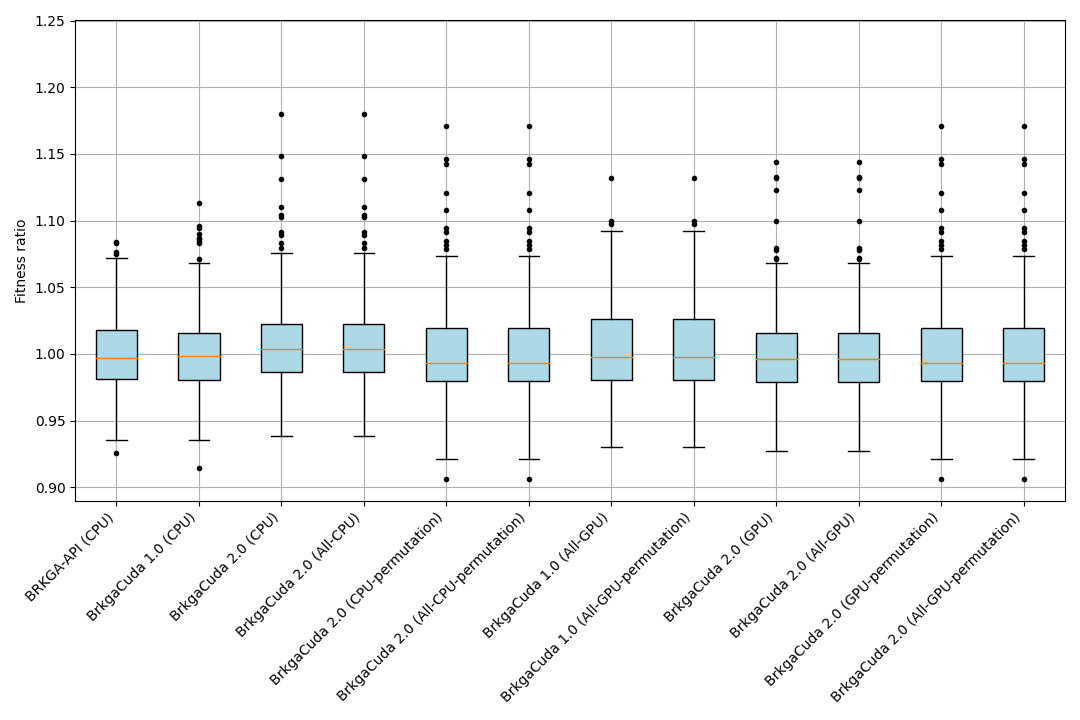 1.25
1.20
1.15
1.10
1.05
1.00
0.95
0.90
Fitness ratio
BRKGA-API (CPU)
BrkgaCuda 1.0 (CPU)
BrkgaCuda 2.0 (CPU)
BrkgaCuda 2.0 (All-CPU)
BrkgaCuda 2.0 (CPU-permutation)
BrkgaCuda 2.0 (All-CPU-permutation)
BrkgaCuda 1.0 (All-GPU)
BrkgaCuda 1.0 (All-GPU-permutation)
BrkgaCuda 2.0 (GPU)
BrkgaCuda 2.0 (All-GPU)
BrkgaCuda 2.0 (GPU-permutation)
BrkgaCuda 2.0 (All-GPU-permutation)